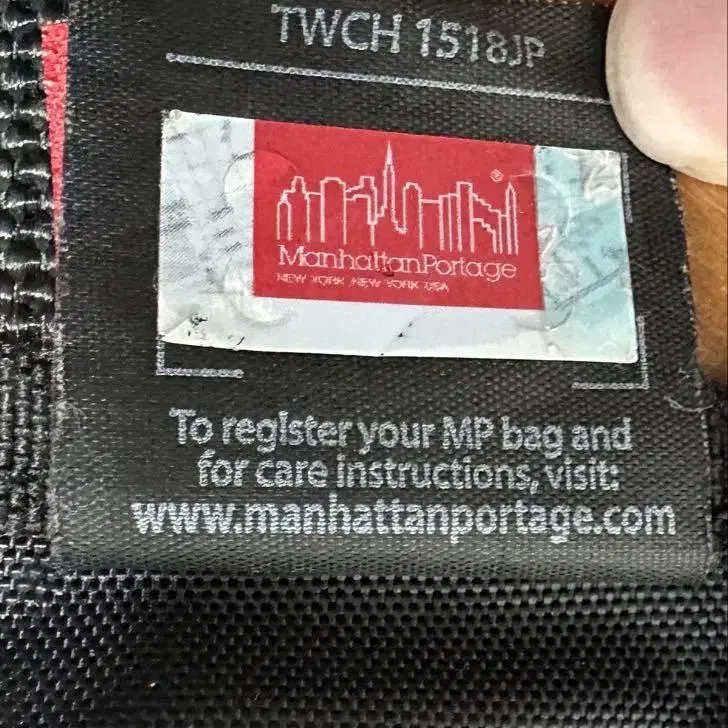 TWCH 1518JP
ManhattanPortage®
NEW YORK, NEW YORK USA
To register your MP bag and
for care instructions, visit:
www.manhattanportage.com